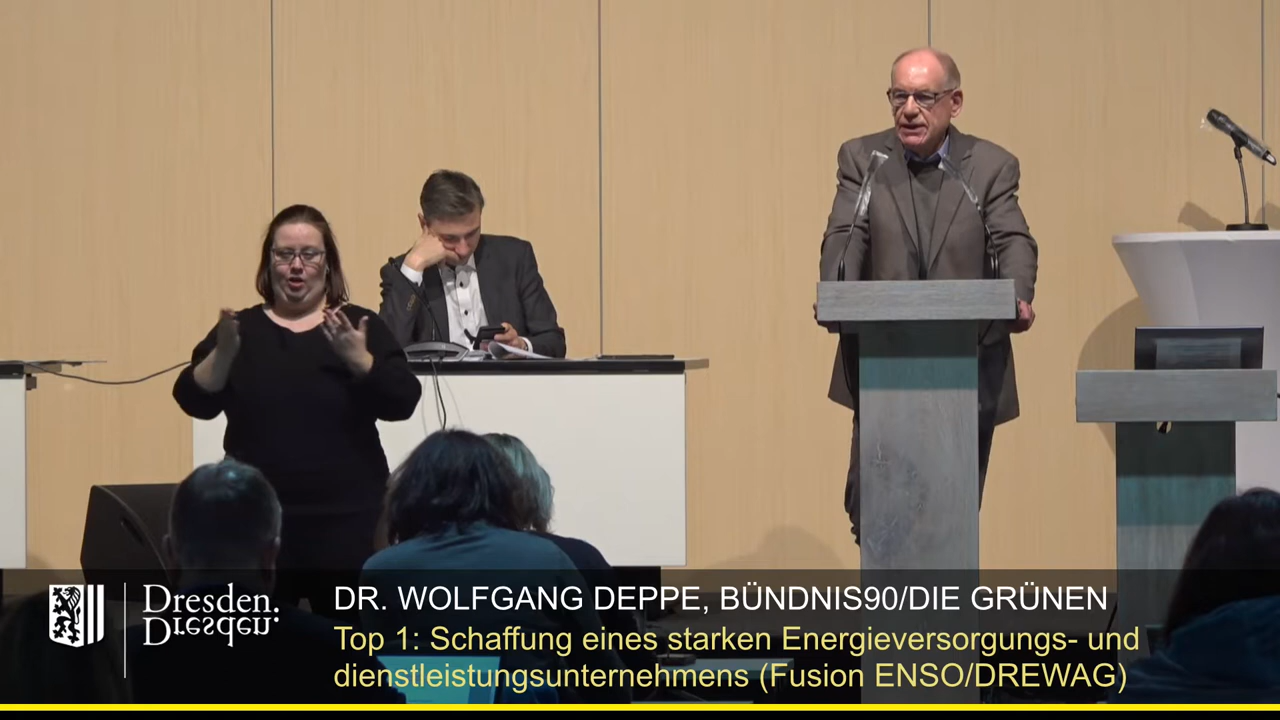 Dresden.
Dresden.
DR. WOLFGANG DEPPE, BÜNDNIS90/DIE GRÜNEN
Top 1: Schaffung eines starken Energieversorgungs- und
dienstleistungsunternehmens (Fusion ENSO/DREWAG)